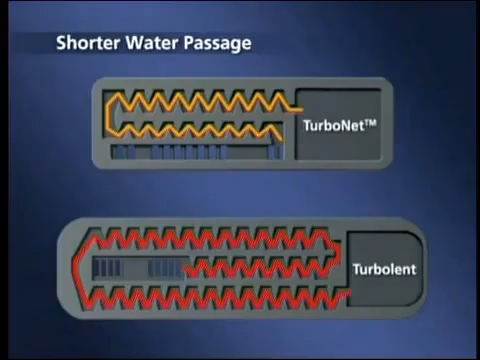 Shorter Water Passage
TurboNet™
Turbolent